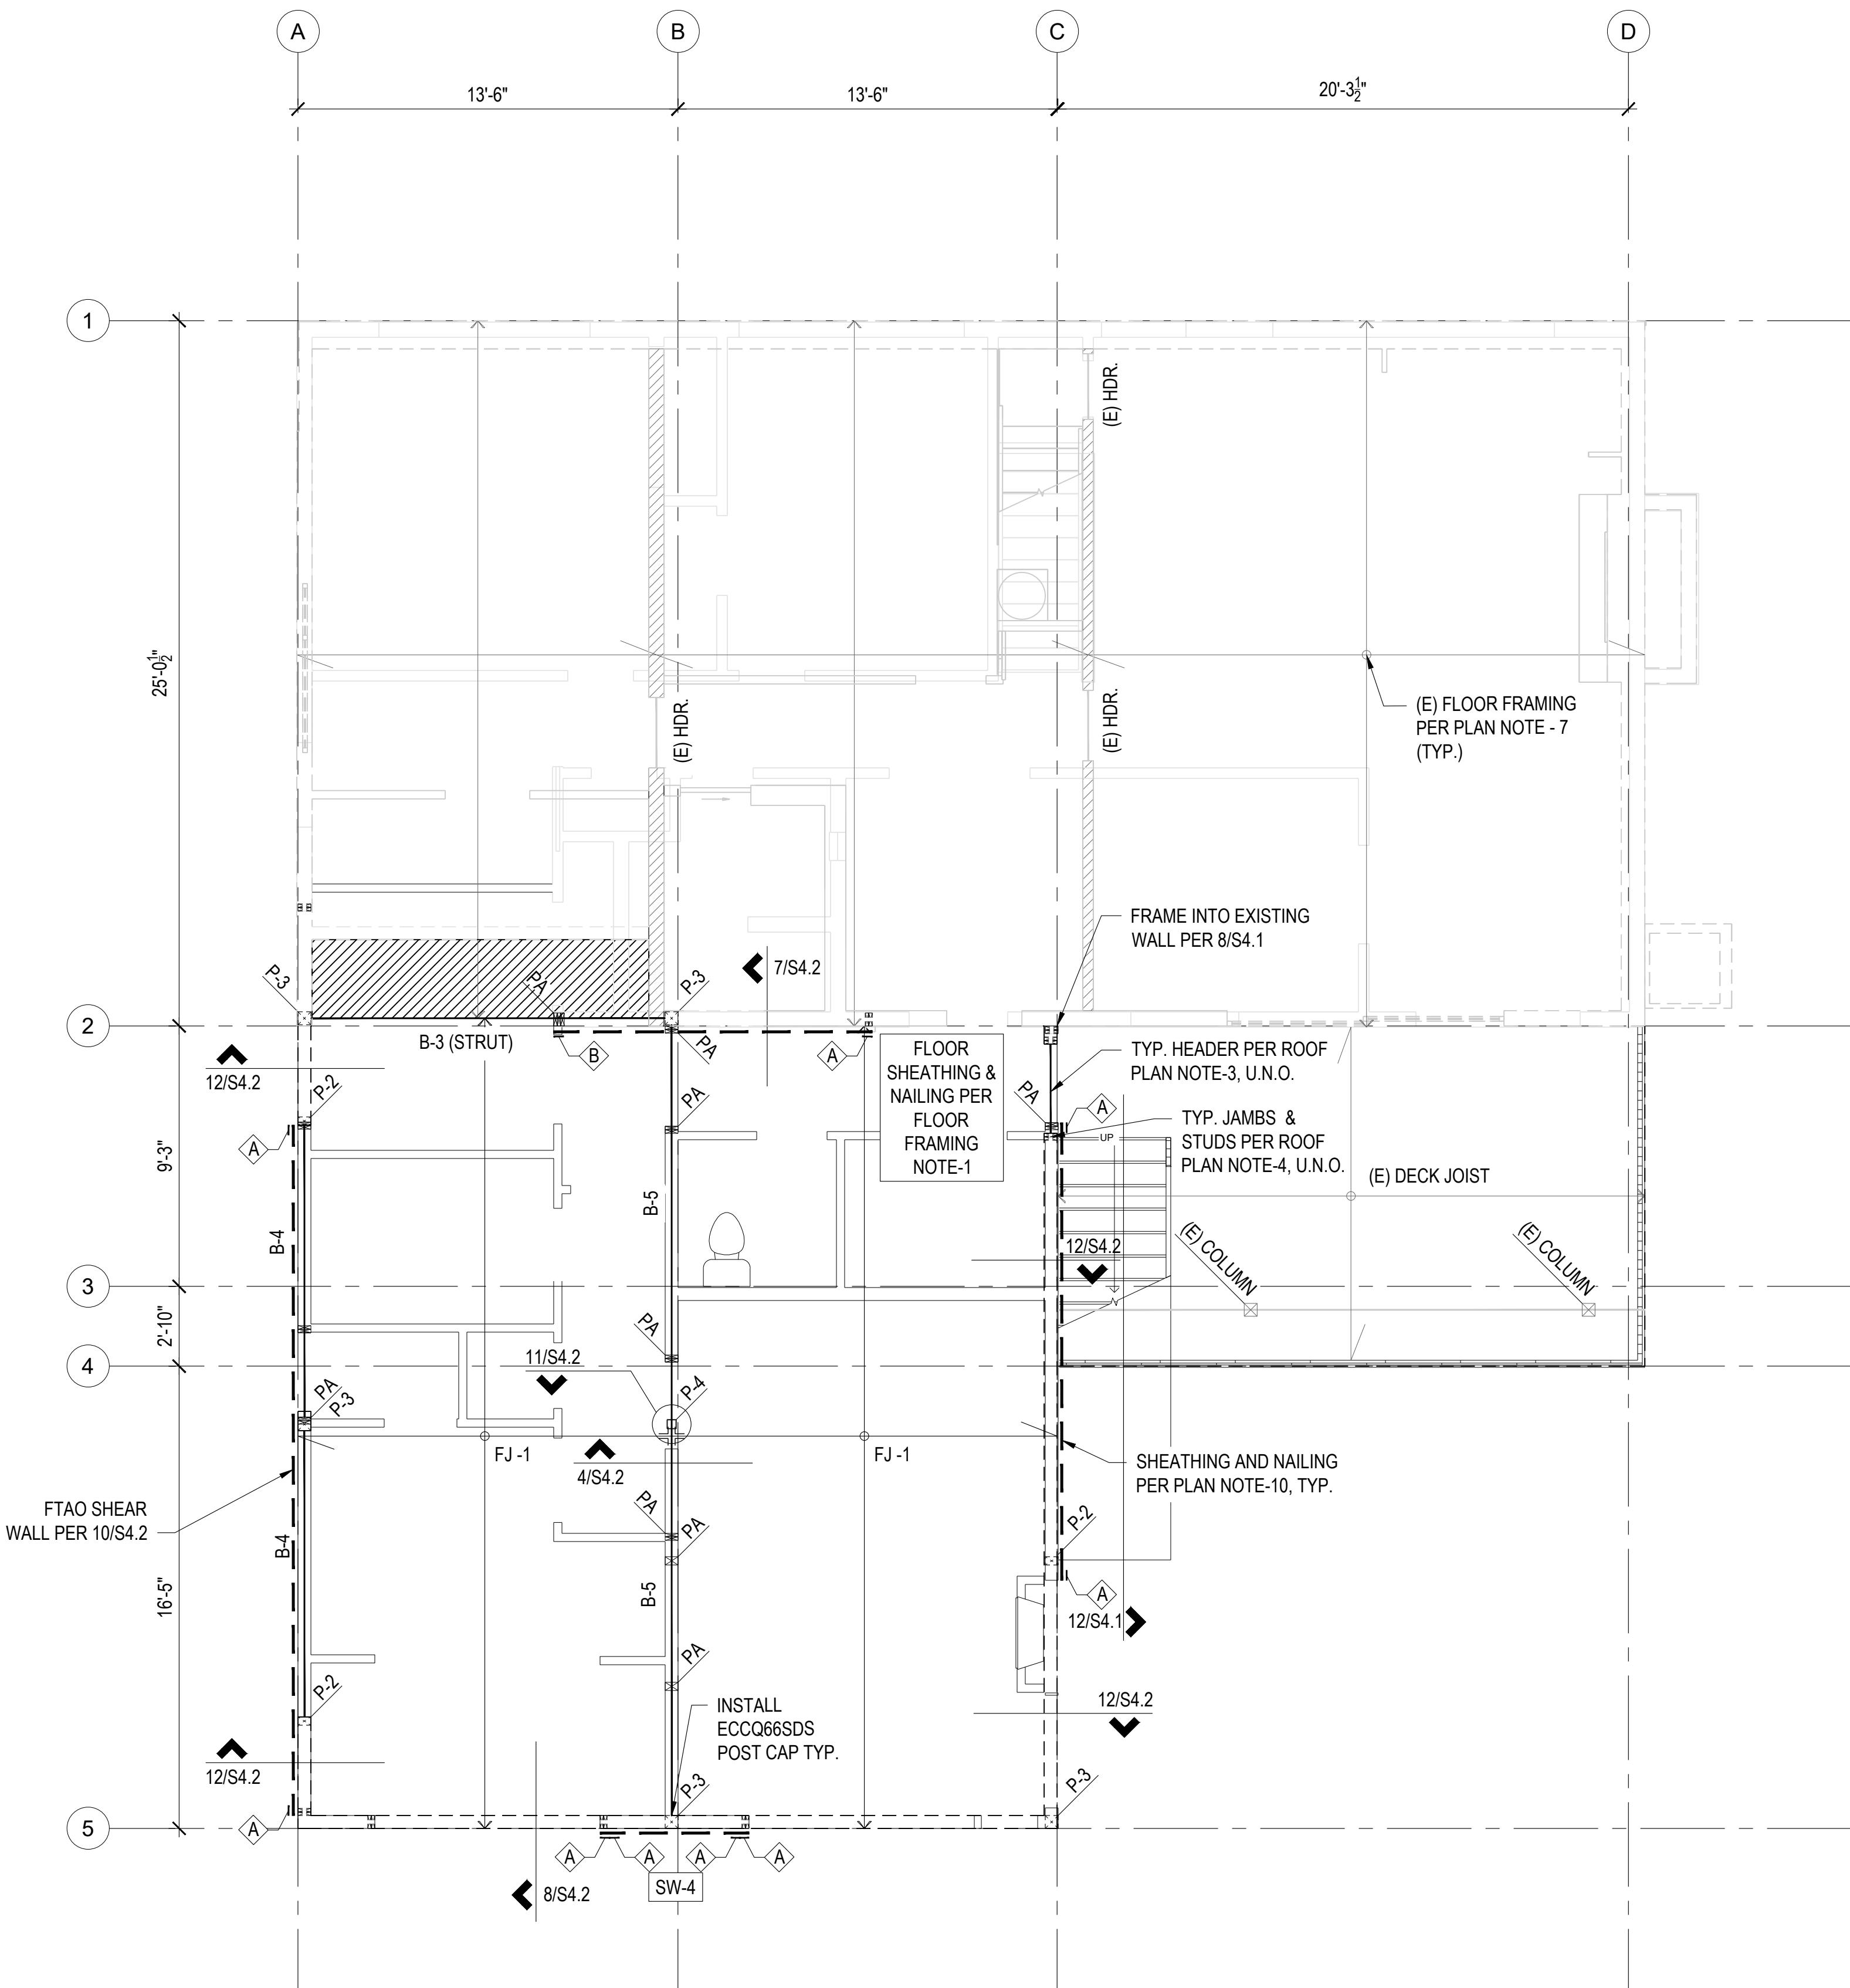 A
B
C
D
13'-6"
13'-6"
20'-3 1/2"
1
(E) HDR.
25'-0 1/2"
(E) HDR.
(E) HDR.
(E) FLOOR FRAMING
PER PLAN NOTE - 7
(TYP.)
FRAME INTO EXISTING
WALL PER 8/S4.1
P-3
PA
P-3
7/S4.2
2
B-3 (STRUT)
B
PA
A
FLOOR
SHEATHING &
NAILING PER
FLOOR
FRAMING
NOTE-1
TYP. HEADER PER ROOF
PLAN NOTE-3, U.N.O.
12/S4.2
P-2
PA
PA
A
TYP. JAMBS &
STUDS PER ROOF
PLAN NOTE-4, U.N.O.
A
UP
9'-3"
(E) DECK JOIST
B-5
B-4
12/S4.2
(E) COLUMN
(E) COLUMN
3
2'-10"
PA
11/S4.2
4
PA
P-3
P-4
FJ -1
FJ -1
4/S4.2
SHEATHING AND NAILING
PER PLAN NOTE-10, TYP.
FTAO SHEAR
WALL PER 10/S4.2
PA
PA
P-2
B-4
16'-5"
B-5
A
12/S4.1
PA
P-2
INSTALL
ECCQ66SDS
POST CAP TYP.
12/S4.2
12/S4.2
P-3
P-3
5
A
A
A
A
A
SW-4
8/S4.2